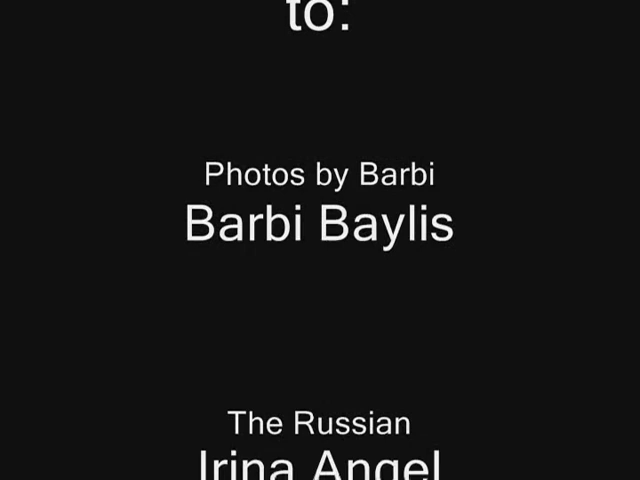 to:
Photos by Barbi
Barbi Baylis
The Russian
Irina Angel